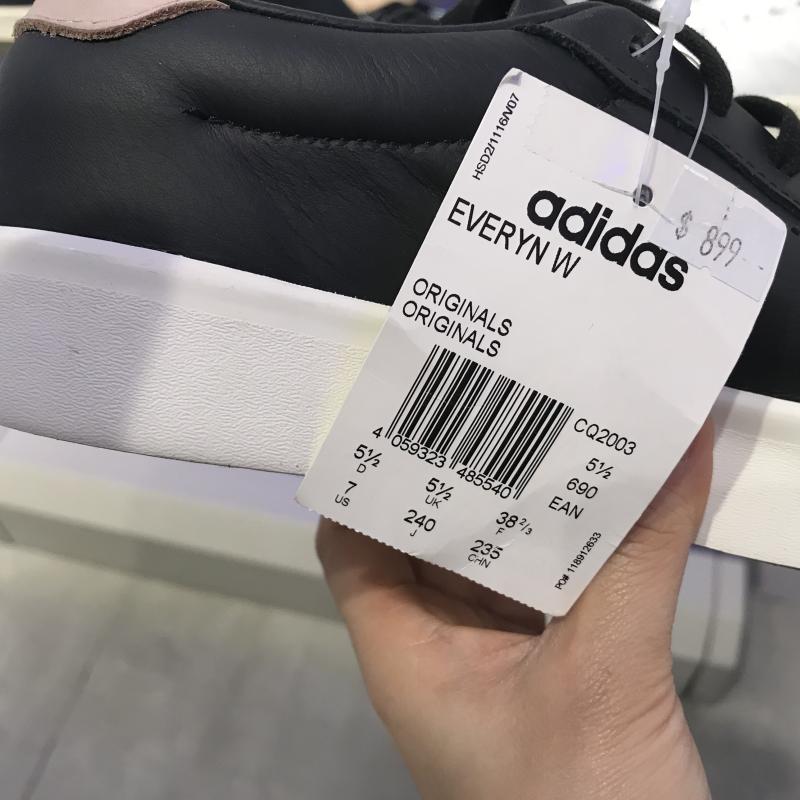 HSD2/1116/V07
adidas
$ 899
EVERYN W
ORIGINALS
ORIGINALS
CQ2003
4 059323 485540
5½
690
EAN
5½
D
7
US
5½
UK
240
J
38 2/3
F
235
CHN
PO# 118912633